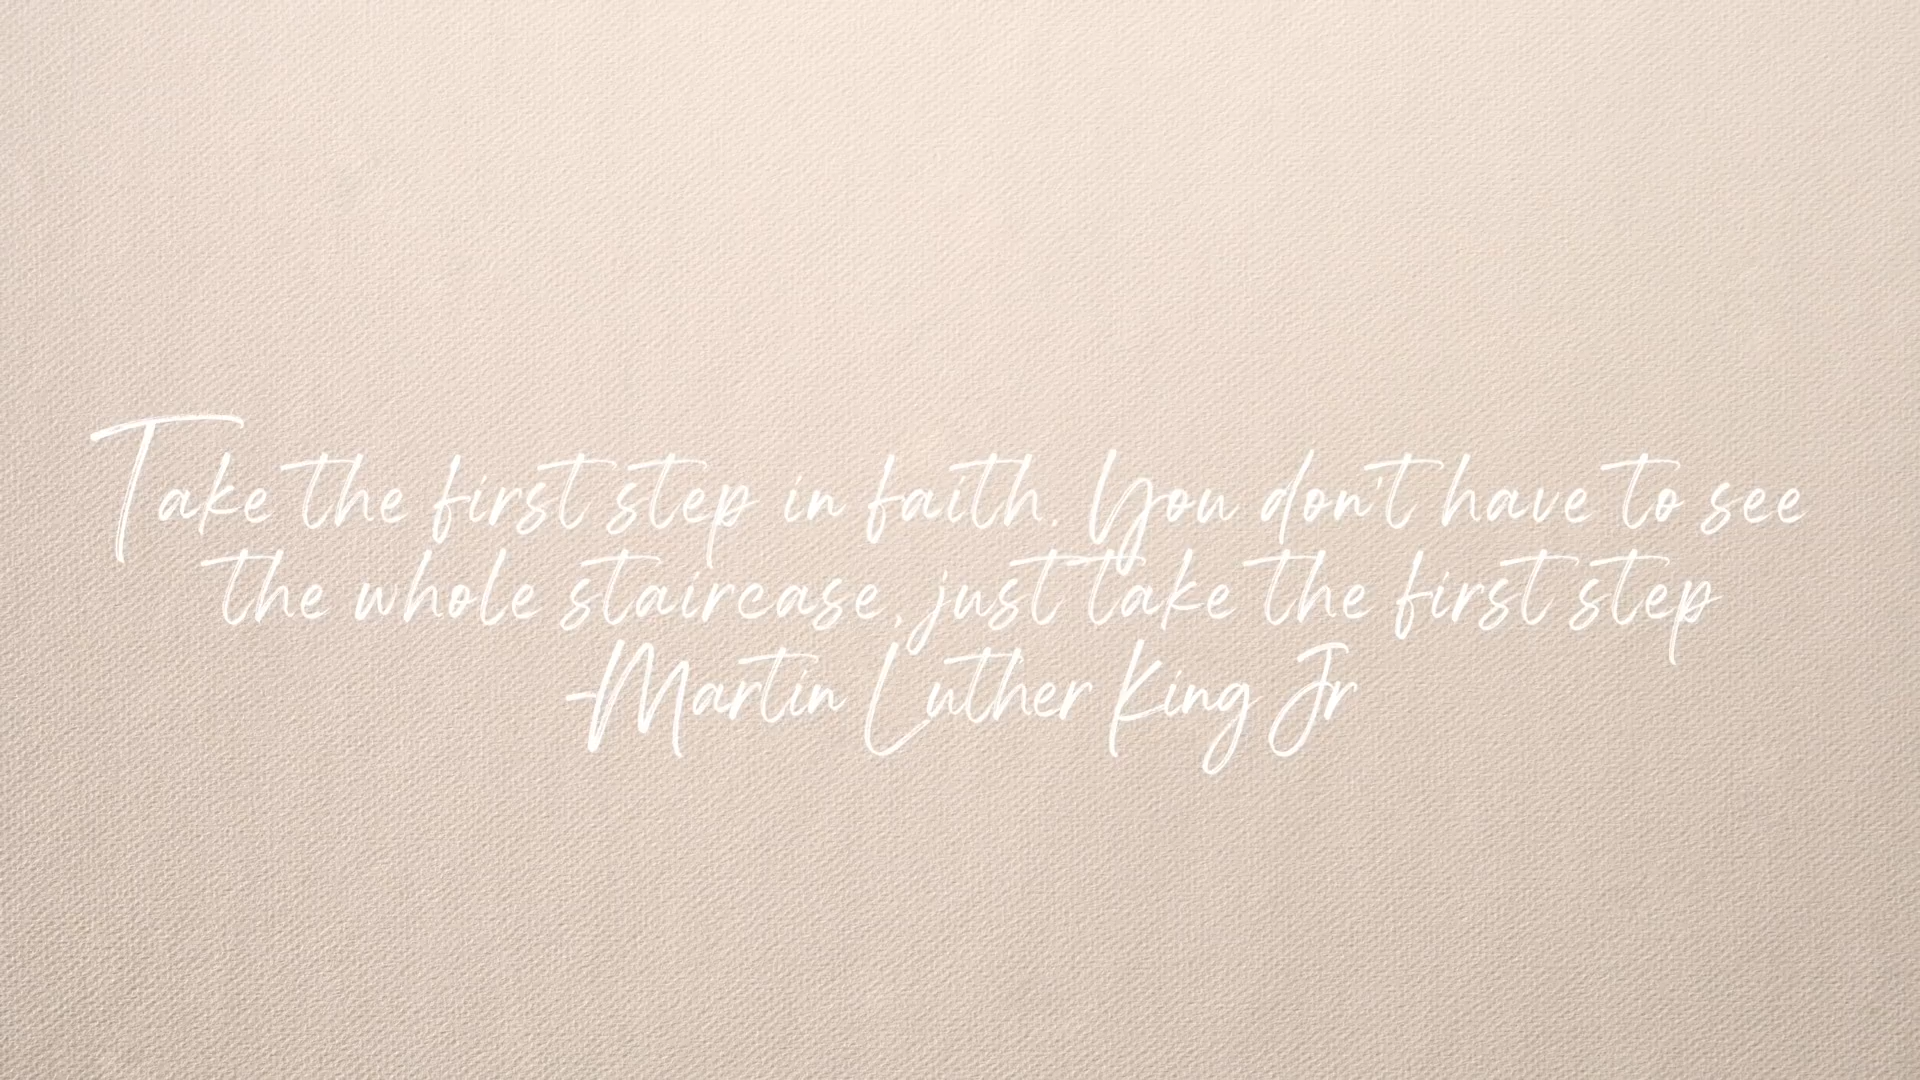 Take the first step in faith. You don't have to see
the whole staircase, just take the first step
-Martin Luther King Jr